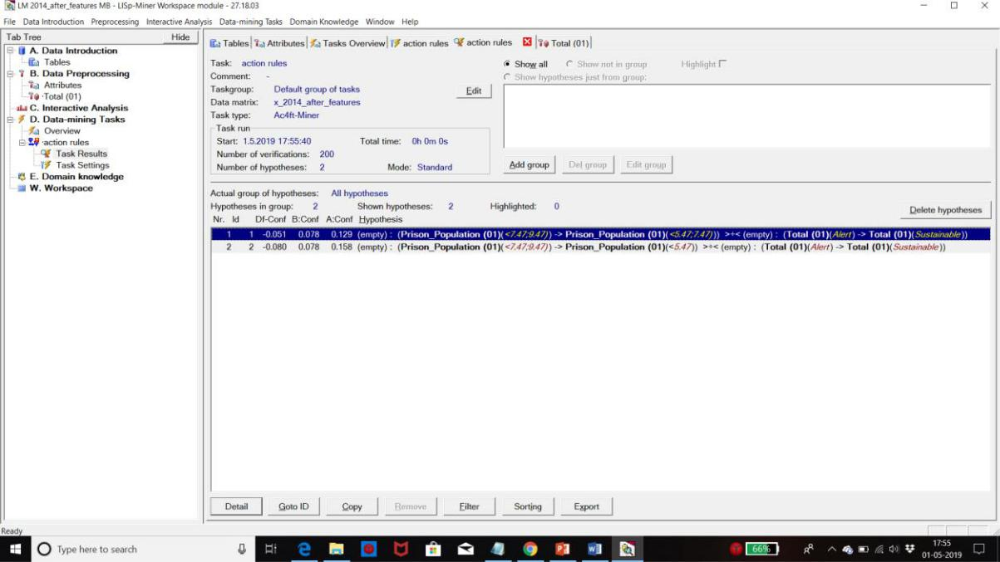 LM 2014_after_features MB - LISp-Miner Workspace module - 27.18.03
File Data Introduction Preprocessing Interactive Analysis Data-mining Tasks Domain Knowledge Window Help
Tab Tree Hide
A. Data Introduction
Tables
B. Data Preprocessing
Attributes
Total (01)
C. Interactive Analysis
D. Data-mining Tasks
Overview
action rules
Task Results
Task Settings
E. Domain knowledge
W. Workspace
Tables Attributes Tasks Overview action rules action rules Total (01)
Task: action rules
Comment: -
Taskgroup: Default group of tasks Edit
Data matrix: x_2014_after_features
Task type: Ac4ft-Miner
Task run
Start: 1.5.2019 17:55:40 Total time: 0h 0m 0s
Number of verifications: 200
Number of hypotheses: 2 Mode: Standard
Show all Show not in group Highlight
Show hypotheses just from group:
Add group Del group Edit group
Actual group of hypotheses: All hypotheses
Hypotheses in group: 2 Shown hypotheses: 2 Highlighted: 0
Delete hypotheses
Nr. Id Df-Conf B:Conf A:Conf Hypothesis
1 1 -0.051 0.078 0.129 (empty) : (Prison_Population (01)(<7.47;9.47)) -> Prison_Population (01)(<5.47;7.47))) >÷< (empty) : (Total (01)(Alert) -> Total (01)(Sustainable))
2 2 -0.080 0.078 0.158 (empty) : (Prison_Population (01)(<7.47;9.47)) -> Prison_Population (01)(<5.47)) >÷< (empty) : (Total (01)(Alert) -> Total (01)(Sustainable))
Detail Goto ID Copy Remove Filter Sorting Export
Ready
Type here to search
66%
17:55
01-05-2019